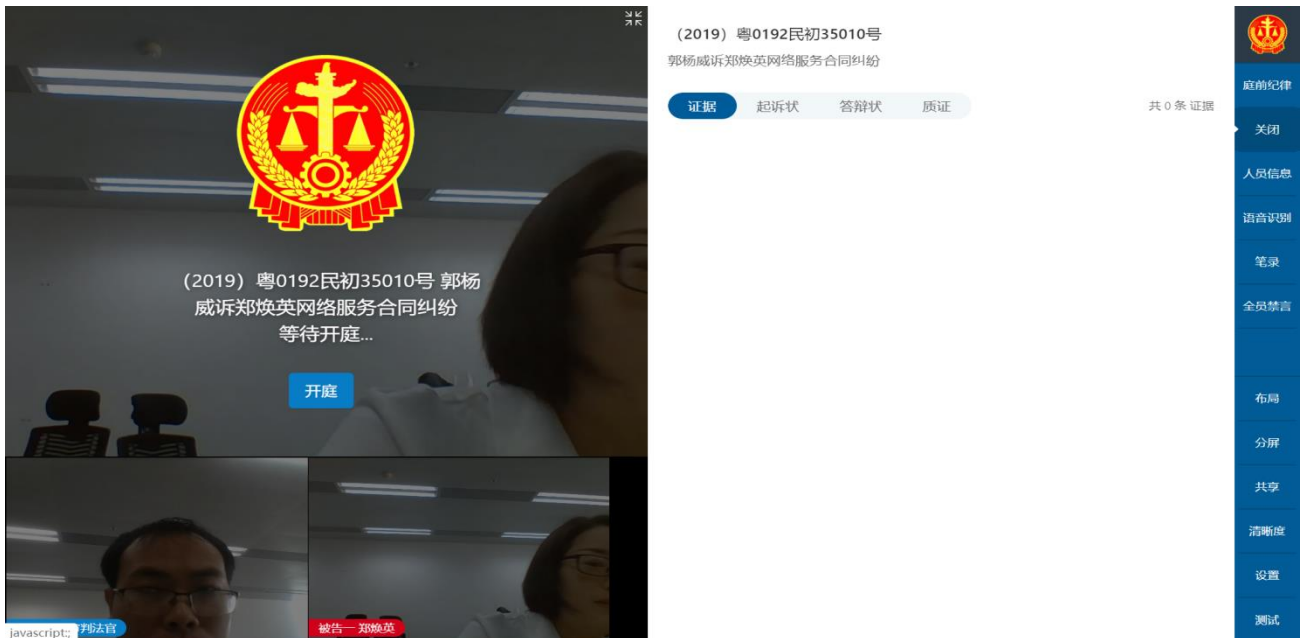 (2019) 粤0192民初35010号 郭杨
威诉郑焕英网络服务合同纠纷
等待开庭...
开庭
判法官
被告一 郑焕英
javascript:;
(2019) 粤0192民初35010号
郭杨威诉郑焕英网络服务合同纠纷
证据 起诉状 答辩状 质证 共 0 条 证据
庭前纪律
关闭
人员信息
语音识别
笔录
全员禁言
布局
分屏
共享
清晰度
设置
测试